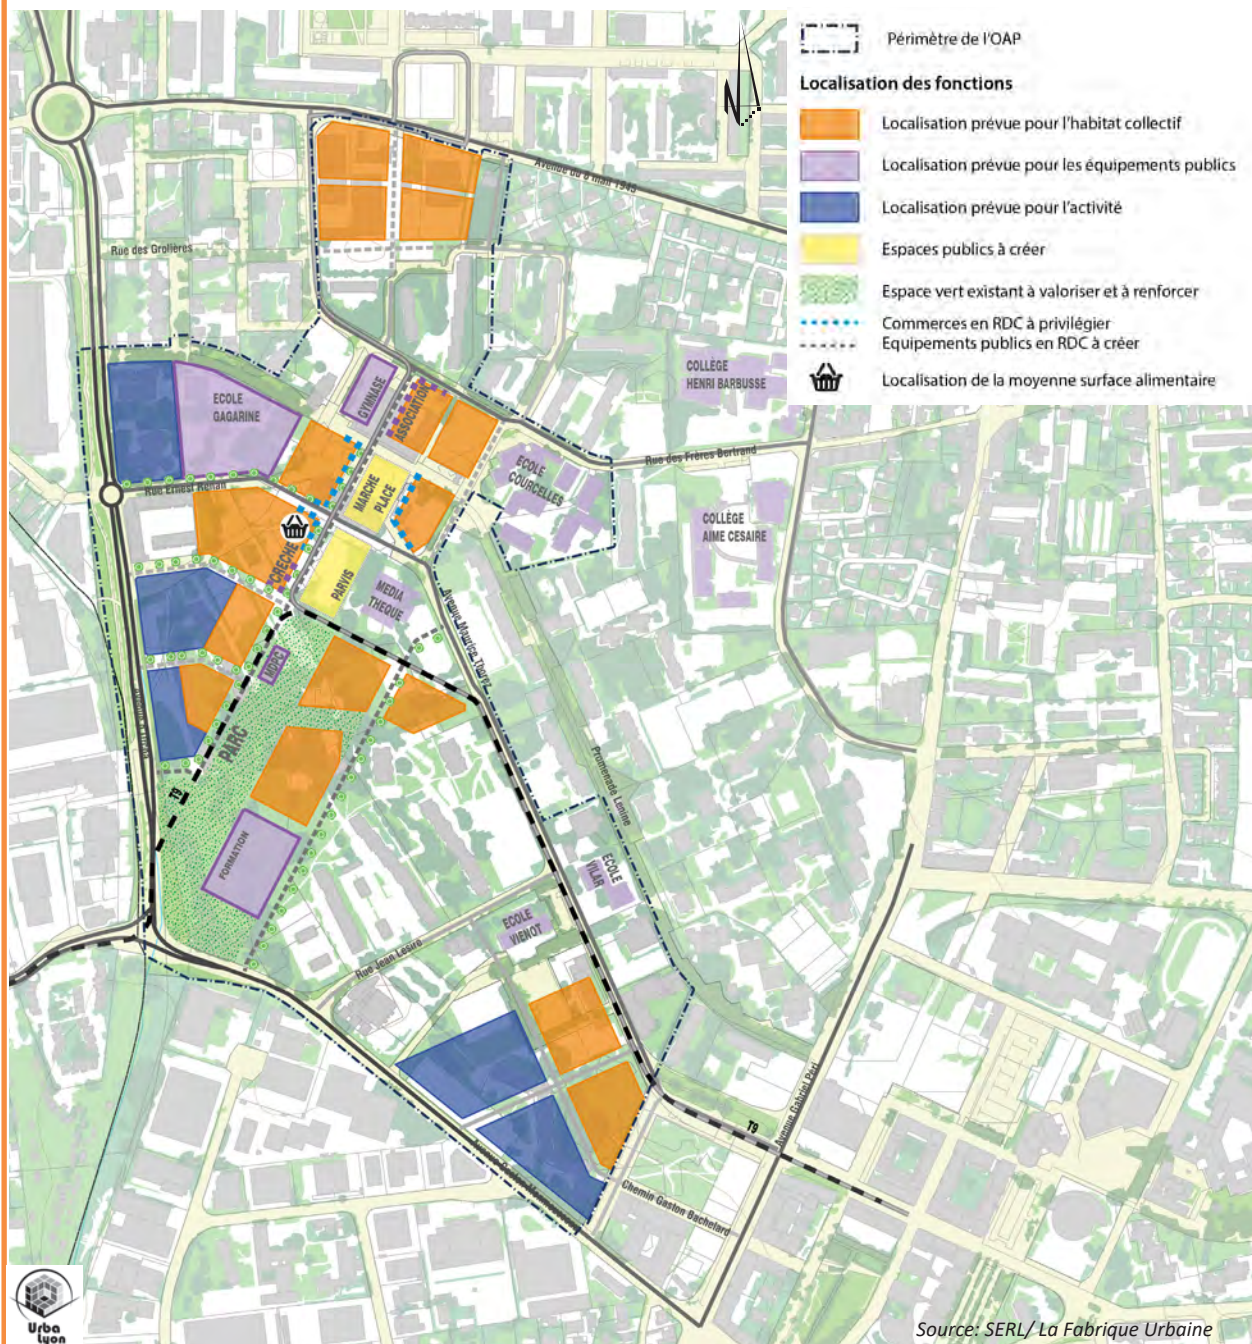 Périmètre de l'OAP
Localisation des fonctions
Localisation prévue pour l'habitat collectif
Localisation prévue pour les équipements publics
Localisation prévue pour l'activité
Espaces publics à créer
Espace vert existant à valoriser et à renforcer
Commerces en RDC à privilégier
Equipements publics en RDC à créer
Localisation de la moyenne surface alimentaire
N
Avenue du 8 mai 1945
Rue des Grolières
ECOLE
GAGARINE
GYMNASE
ASSOCIATION
COLLÈGE
HENRI BARBUSSE
Rue des Frères Bertrand
ECOLE
COURCELLES
Rue Ernest Renan
MARCHE
PLACE
COLLÈGE
AIME CESAIRE
CRECHE
PARVIS
MEDIA
THEQUE
Avenue Maurice Thorez
MDPE
PARC
T9
Promenade Lénine
FORMATION
ECOLE
VILAR
ECOLE
VIENOT
Rue Jean Lesire
Avenue Gabriel Péri
T9
Chemin Gaston Bachelard
Urba
Lyon
Source: SERL/ La Fabrique Urbaine